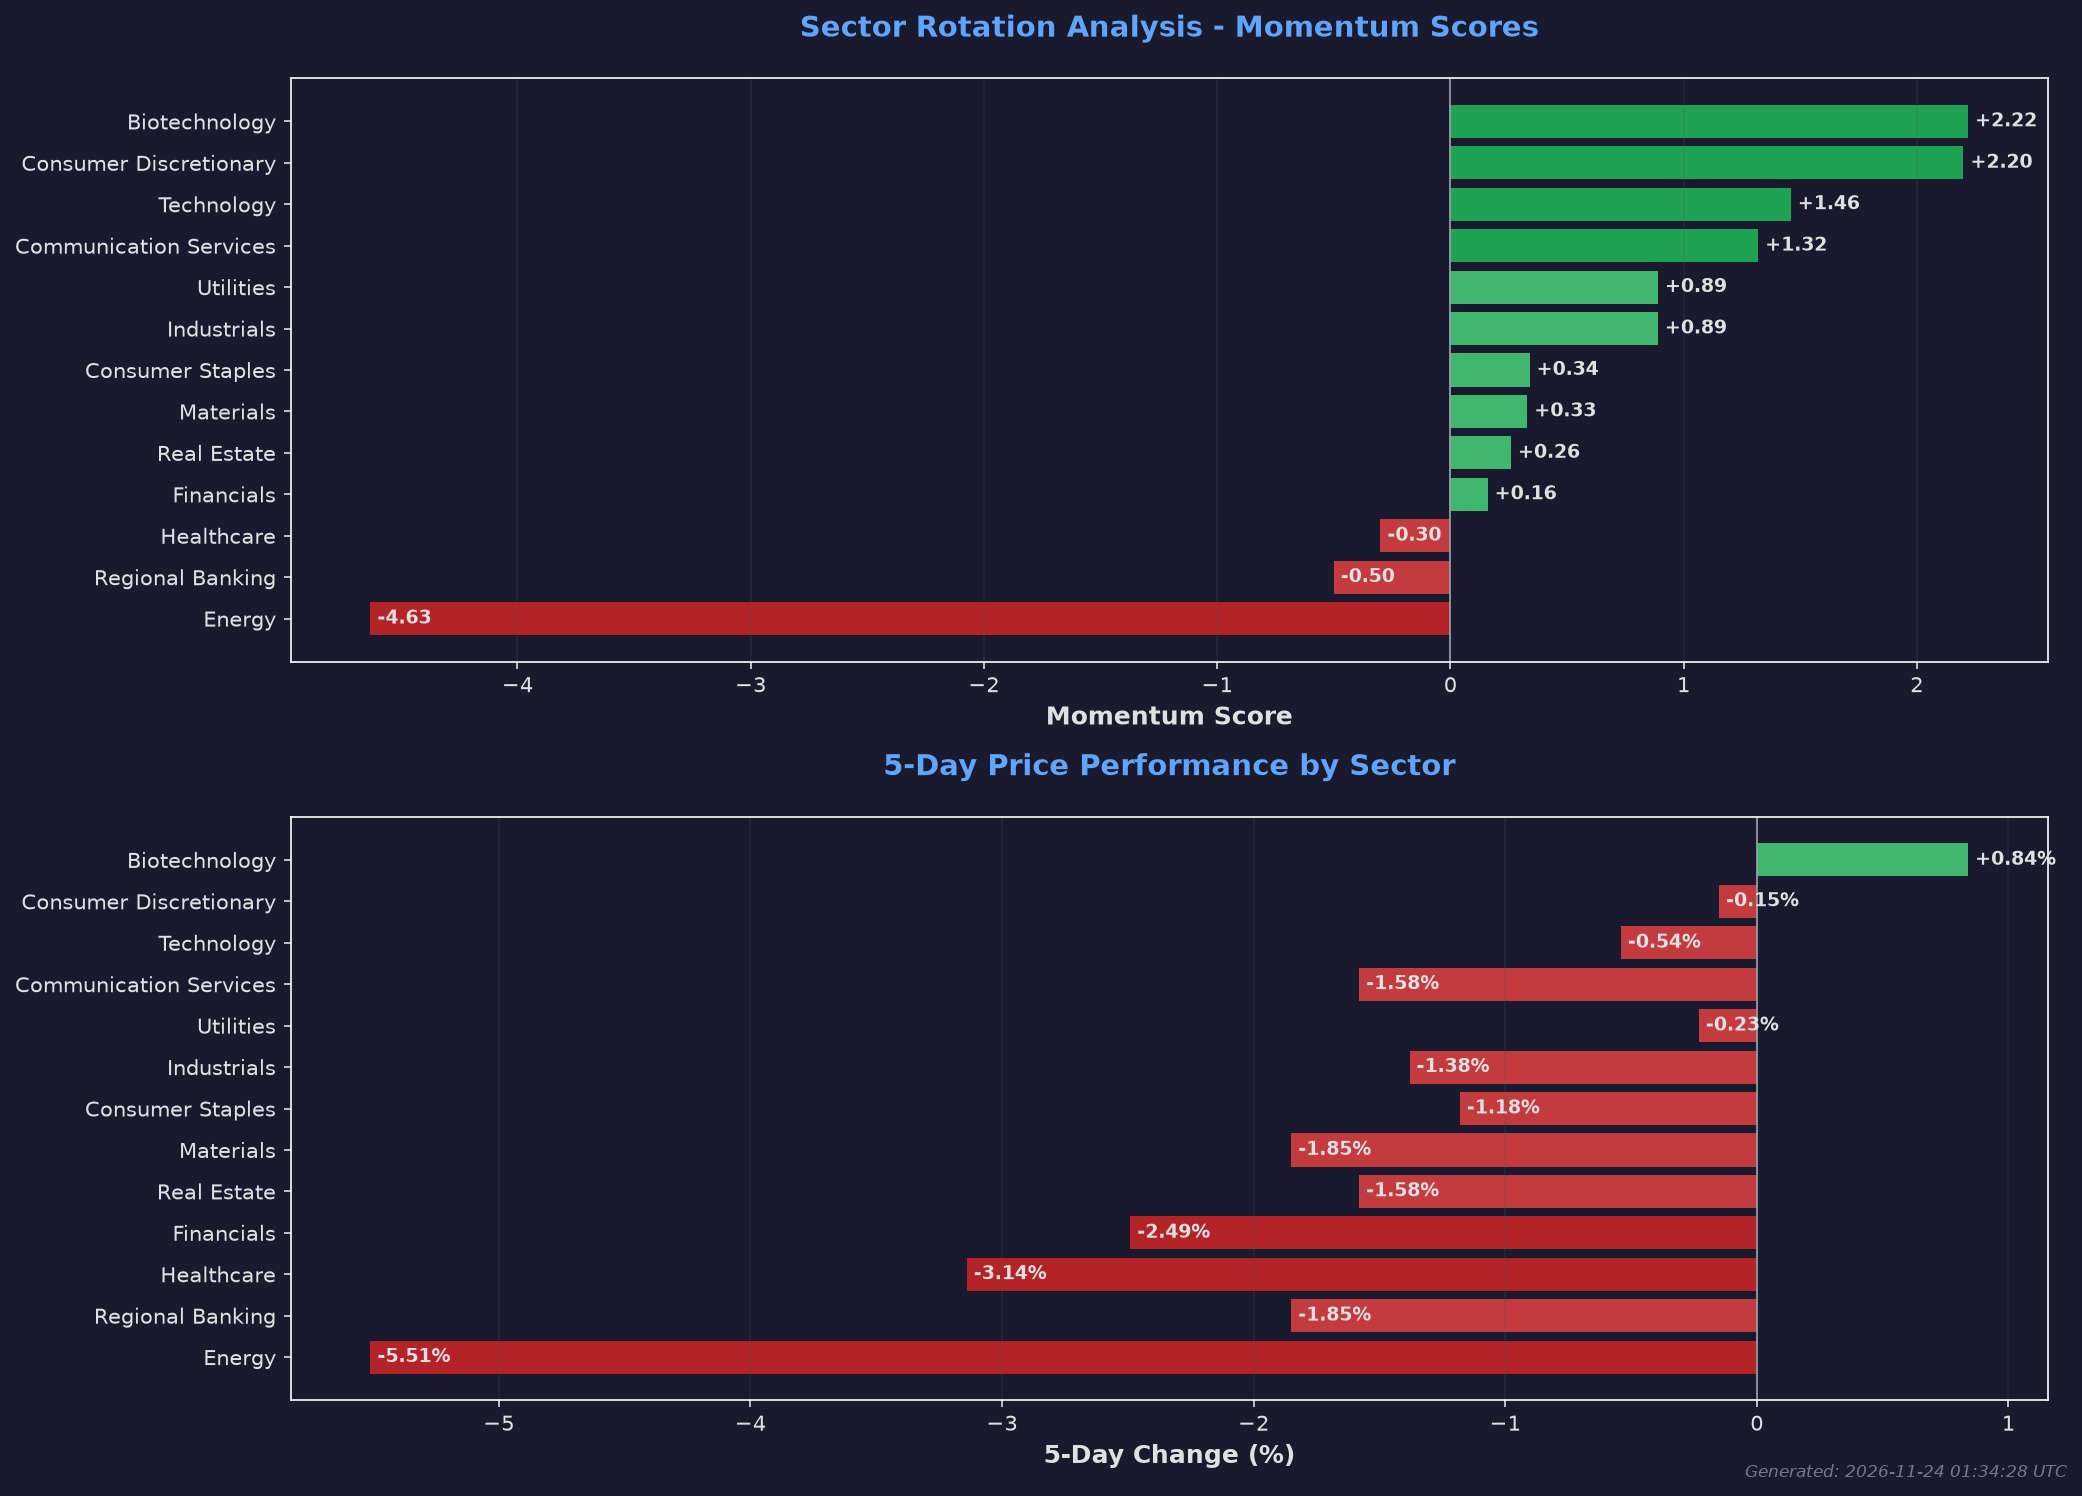 Sector Rotation Analysis - Momentum Scores
Biotechnology +2.22
Consumer Discretionary +2.20
Technology +1.46
Communication Services +1.32
Utilities +0.89
Industrials +0.89
Consumer Staples +0.34
Materials +0.33
Real Estate +0.26
Financials +0.16
Healthcare -0.30
Regional Banking -0.50
Energy -4.63
−4 −3 −2 −1 0 1 2
Momentum Score
5-Day Price Performance by Sector
Biotechnology +0.84%
Consumer Discretionary -0.15%
Technology -0.54%
Communication Services -1.58%
Utilities -0.23%
Industrials -1.38%
Consumer Staples -1.18%
Materials -1.85%
Real Estate -1.58%
Financials -2.49%
Healthcare -3.14%
Regional Banking -1.85%
Energy -5.51%
−5 −4 −3 −2 −1 0 1
5-Day Change (%)
Generated: 2026-11-24 01:34:28 UTC